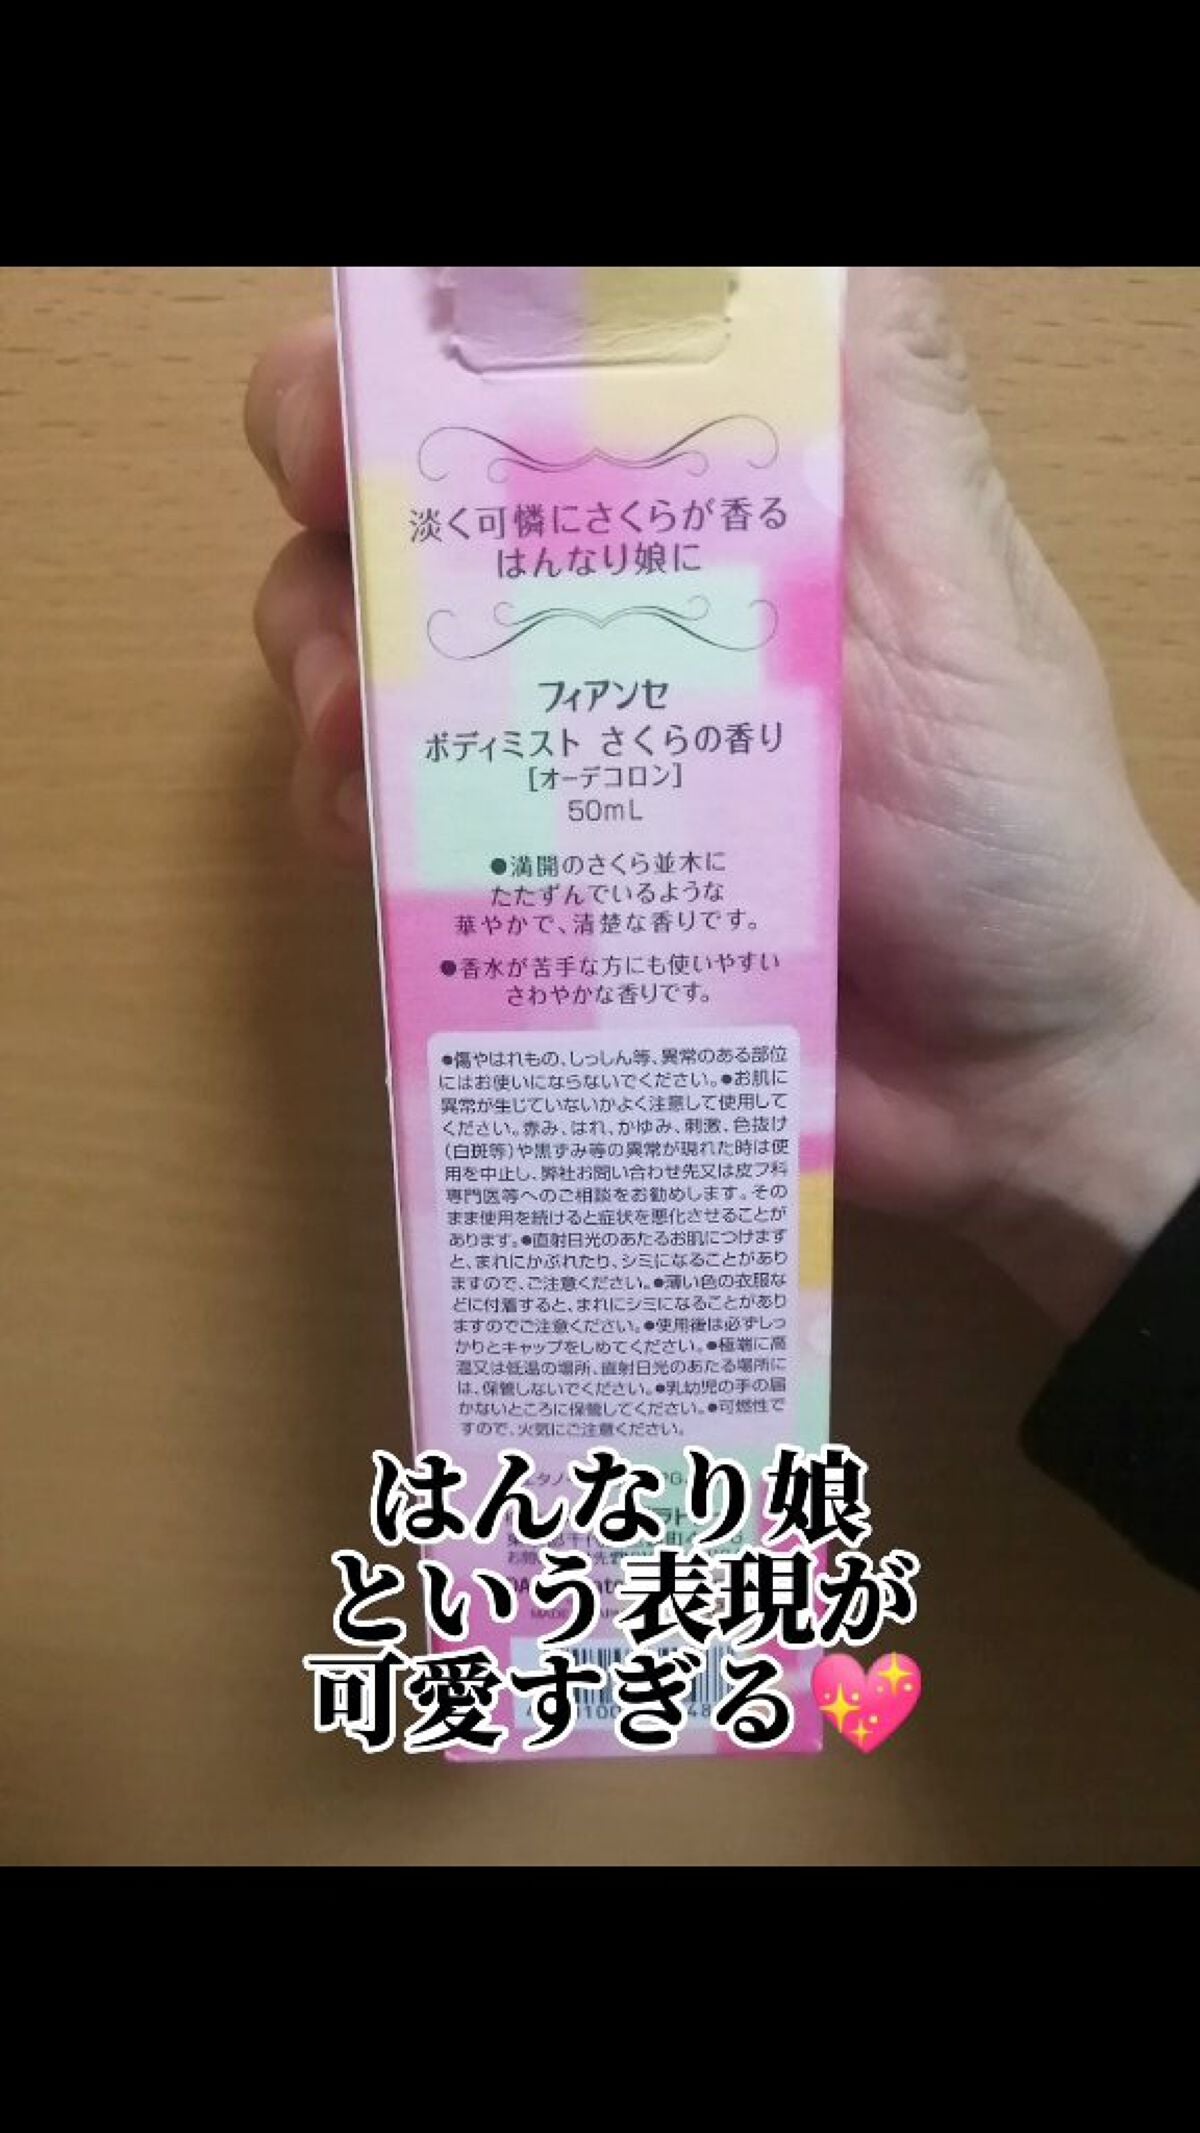 淡く可憐にさくらが香る
はんなり娘に
フィアンセ
ボディミスト さくらの香り
[オーデコロン]
50mL
●満開のさくら並木に
たたずんでいるような
華やかで、清楚な香りです。
●香水が苦手な方にも使いやすい
さわやかな香りです。
●傷やはれもの、しっしん等、異常のある部位
にはお使いにならないでください。●お肌に
異常が生じていないかよく注意して使用して
ください。赤み、はれ、かゆみ、刺激、色抜け
(白斑等)や黒ずみ等の異常が現れた時は使
用を中止し、弊社お問い合わせ先又は皮フ科
専門医等へのご相談をお勧めします。その
まま使用を続けると症状を悪化させることが
あります。●直射日光のあたるお肌につけます
と、まれにかぶれたり、シミになることがあり
ますので、ご注意ください。●薄い色の衣服な
どに付着すると、まれにシミになることがあり
ますのでご注意ください。●使用後は必ずしっ
かりとキャップをしめてください。●極端に高
温又は低温の場所、直射日光のあたる場所に
は、保管しないでください。●乳幼児の手の届
かないところに保管してください。●可燃性で
すので、火気にご注意ください。
はんなり娘
という表現が
可愛すぎる💖